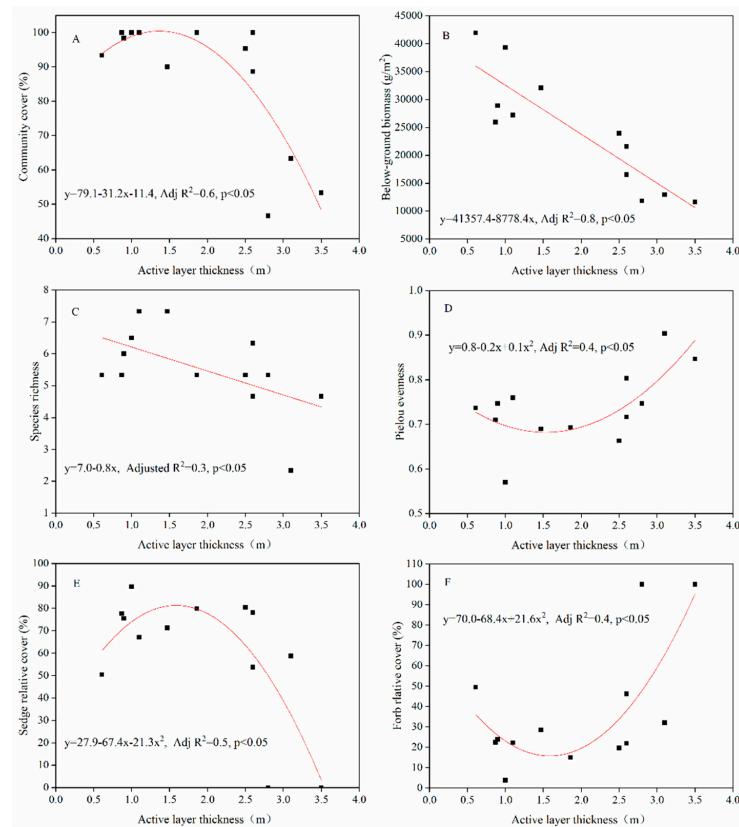 A
100
90
80
70
60
50
40
Community cover (%)
y=79.1-31.2x-11.4, Adj R²=0.6, p<0.05
0.0 0.5 1.0 1.5 2.0 2.5 3.0 3.5 4.0
Active layer thickness（m）
B
45000
40000
35000
30000
25000
20000
15000
10000
5000
Below-ground biomass (g/m²)
y=41357.4-8778.4x, Adj R²=0.8, p<0.05
0.0 0.5 1.0 1.5 2.0 2.5 3.0 3.5 4.0
Active layer thickness（m）
C
8
7
6
5
4
3
2
1
Species richness
y=7.0-0.8x, Adjusted R²=0.3, p<0.05
0.0 0.5 1.0 1.5 2.0 2.5 3.0 3.5 4.0
Active layer thickness（m）
D
1.0
0.9
0.8
0.7
0.6
0.5
Pielou evenness
y=0.8-0.2x+0.1x², Adj R²=0.4, p<0.05
0.0 0.5 1.0 1.5 2.0 2.5 3.0 3.5 4.0
Active layer thickness（m）
E
100
90
80
70
60
50
40
30
20
10
0
Sedge relative cover (%)
y=27.9-67.4x-21.3x², Adj R²=0.5, p<0.05
0.0 0.5 1.0 1.5 2.0 2.5 3.0 3.5 4.0
Active layer thickness（m）
F
110
100
90
80
70
60
50
40
30
20
10
0
Forb rlative cover (%)
y=70.0-68.4x+21.6x², Adj R²=0.4, p<0.05
0.0 0.5 1.0 1.5 2.0 2.5 3.0 3.5 4.0
Active layer thickness（m）